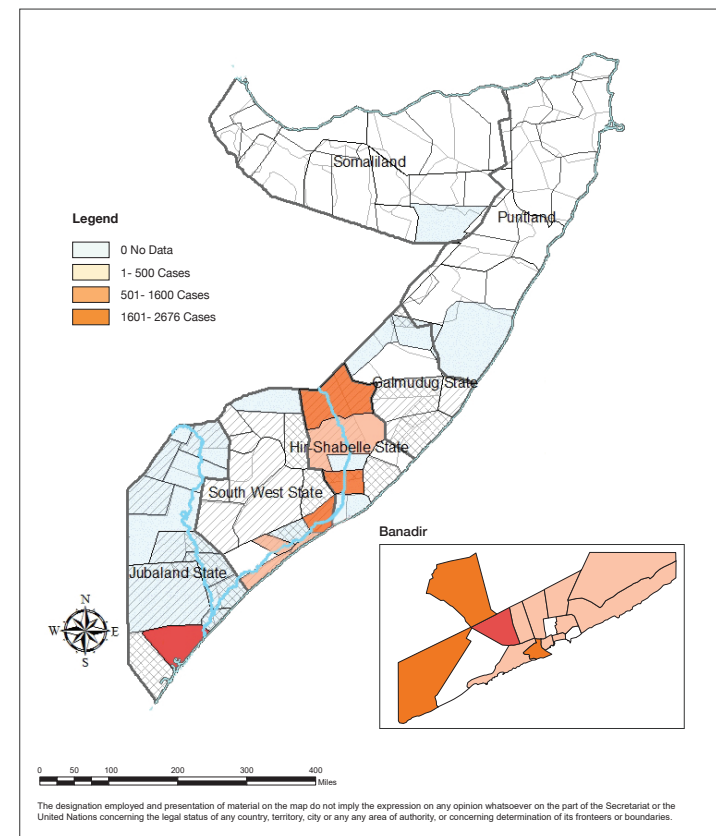 Somaliland
Puntland
Legend
0 No Data
1- 500 Cases
501- 1600 Cases
1601- 2676 Cases
Galmudug State
Hir-Shabelle State
South West State
Banadir
Jubaland State
N
W
E
S
0 50 100 200 300 400
Miles
The designation employed and presentation of material on the map do not imply the expression on any opinion whatsoever on the part of the Secretariat or the
United Nations concerning the legal status of any country, territory, city or any any area of authority, or concerning determination of its fronteers or boundaries.